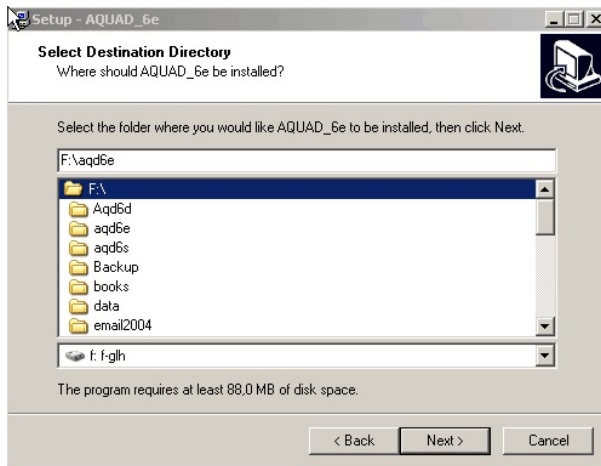 Setup - AQUAD_6e
Select Destination Directory
Where should AQUAD_6e be installed?
Select the folder where you would like AQUAD_6e to be installed, then click Next.
F:\aqd6e
F:\
Aqd6d
aqd6e
aqd6s
Backup
books
data
email2004
f: f-glh
The program requires at least 88,0 MB of disk space.
< Back Next > Cancel